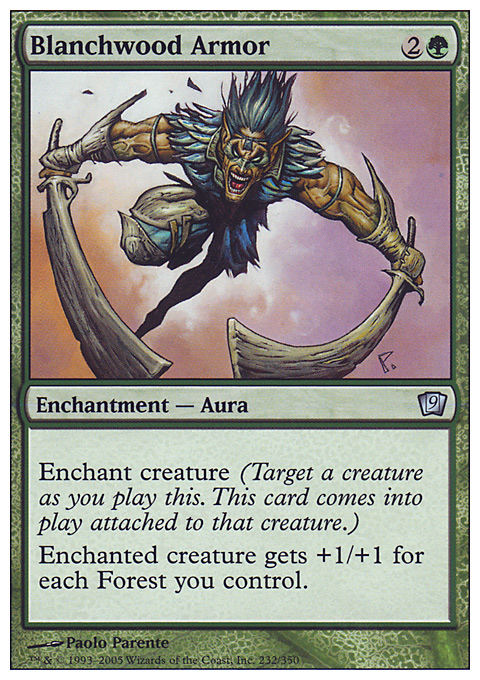 Blanchwood Armor 2
Enchantment — Aura
9
Enchant creature (Target a creature
as you play this. This card comes into
play attached to that creature.)
Enchanted creature gets +1/+1 for
each Forest you control.
Paolo Parente
™ & © 1993–2005 Wizards of the Coast, Inc. 232/350